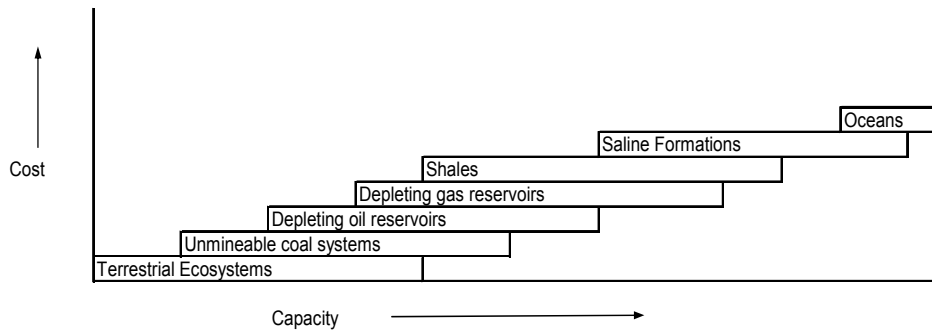 Oceans
Saline Formations
Cost
Shales
Depleting gas reservoirs
Depleting oil reservoirs
Unmineable coal systems
Terrestrial Ecosystems
Capacity